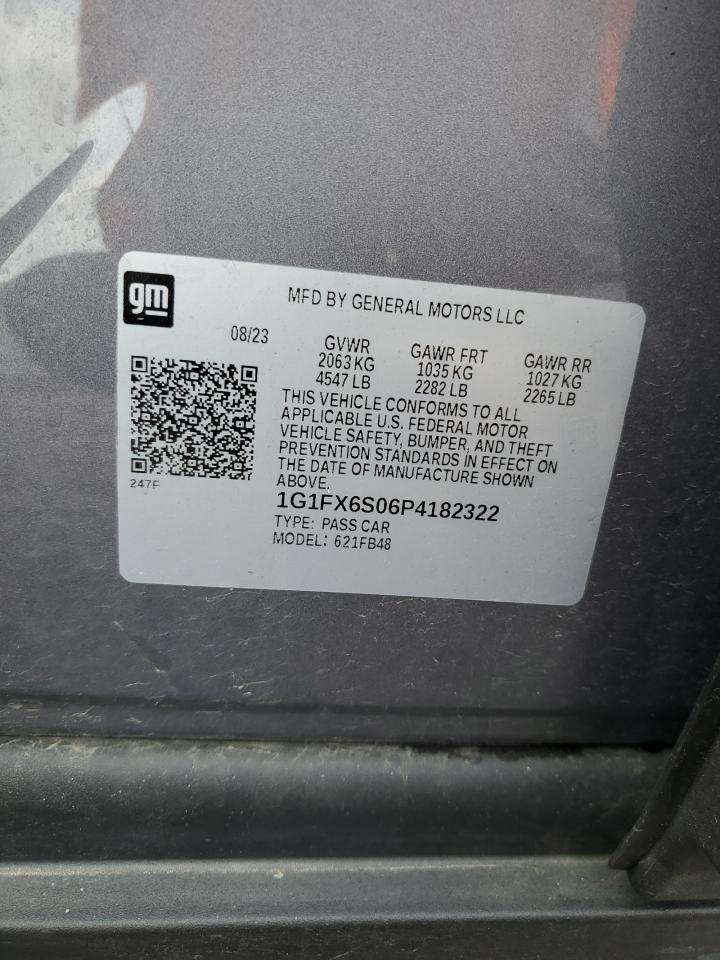 gm
MFD BY GENERAL MOTORS LLC
08/23
GVWR
2063 KG
4547 LB
GAWR FRT
1035 KG
2282 LB
GAWR RR
1027 KG
2265 LB
THIS VEHICLE CONFORMS TO ALL
APPLICABLE U.S. FEDERAL MOTOR
VEHICLE SAFETY, BUMPER, AND THEFT
PREVENTION STANDARDS IN EFFECT ON
THE DATE OF MANUFACTURE SHOWN
ABOVE.
247F
1G1FX6S06P4182322
TYPE: PASS CAR
MODEL: 621FB48